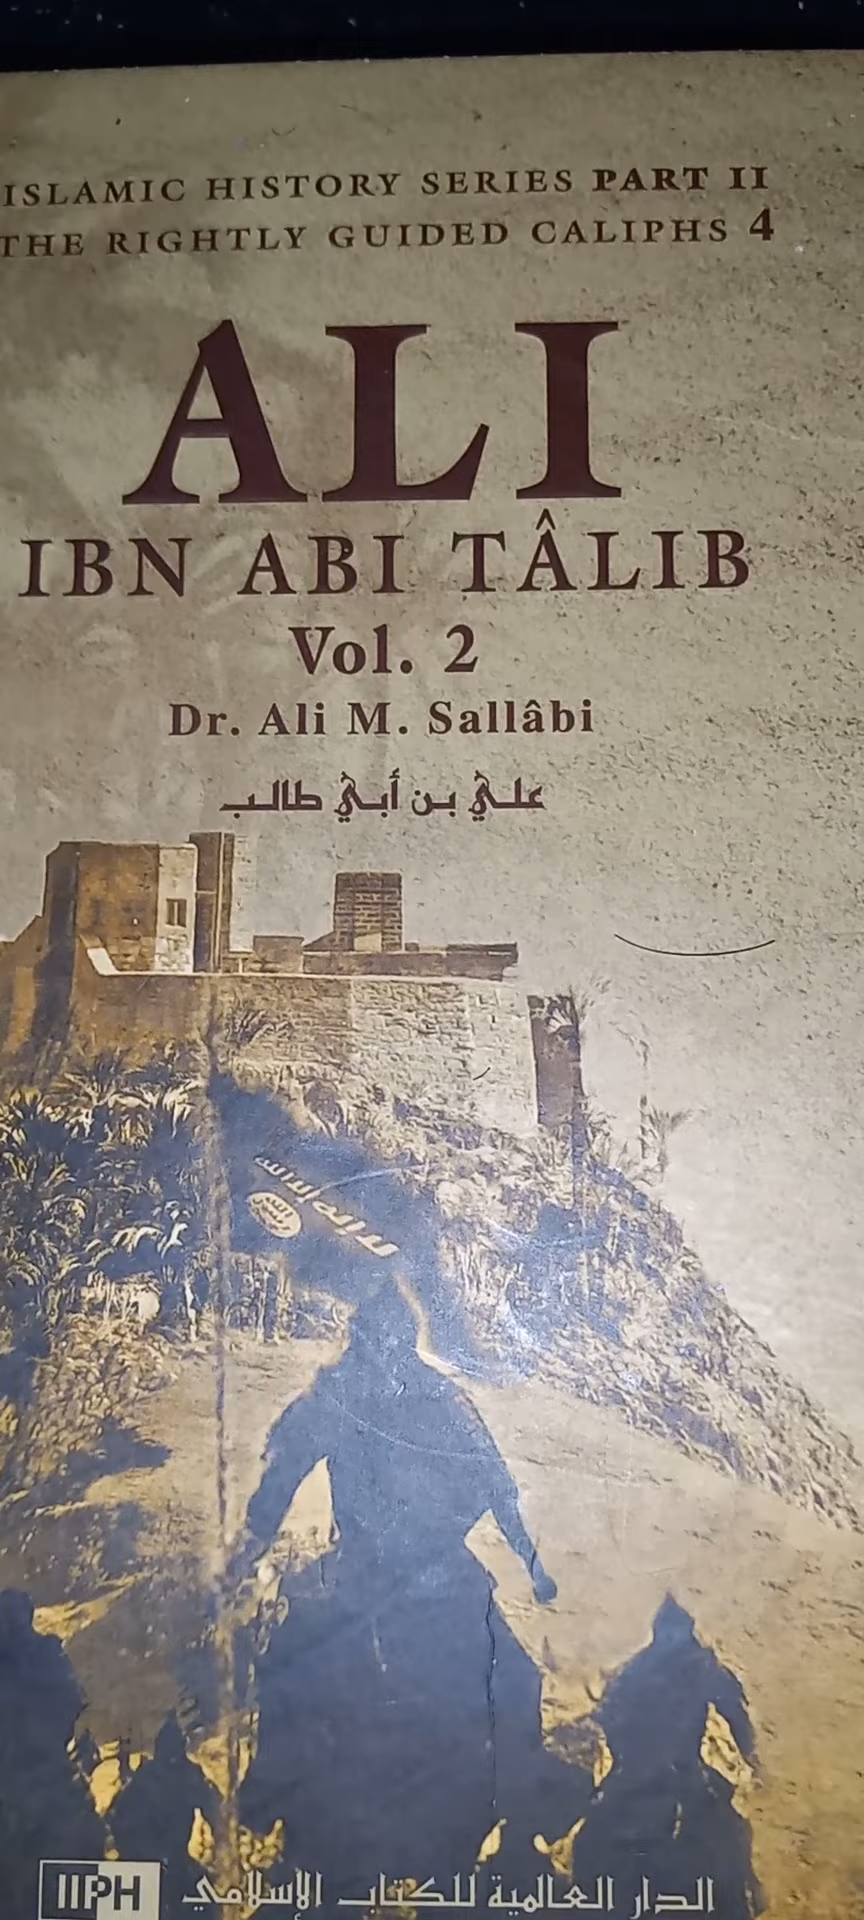 ISLAMIC HISTORY SERIES PART II
THE RIGHTLY GUIDED CALIPHS 4
ALI
IBN ABI TÂLIB
Vol. 2
Dr. Ali M. Sallâbi
علي بن أبي طالب
IIPH
الدار العالمية للكتاب الإسلامي